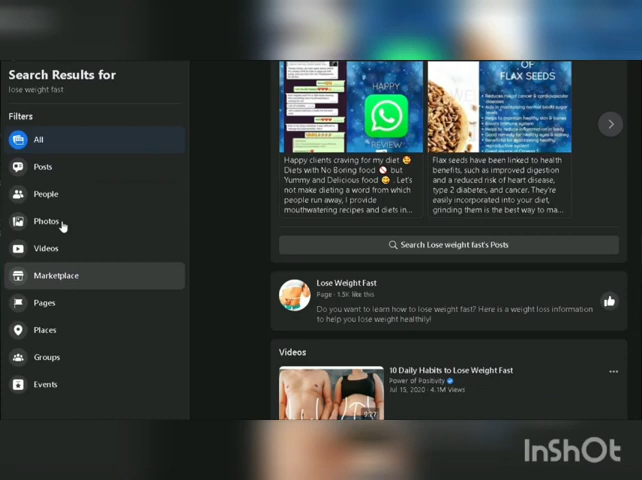 Search Results for
lose weight fast
Filters
All
Posts
People
Photos
Videos
Marketplace
Pages
Places
Groups
Events
HAPPY
REVIEW
OF
FLAX SEEDS
Happy clients craving for my diet 🤩
Diets with No Boring food 🚫 but
Yummy and Delicious food 😋 . Let's
not make dieting a word from which
people run away, I provide
mouthwatering recipes and diets in...
Flax seeds have been linked to health
benefits, such as improved digestion
and a reduced risk of heart disease,
type 2 diabetes, and cancer. They're
easily incorporated into your diet,
grinding them is the best way to ma...
Search Lose weight fast's Posts
Lose Weight Fast
Page · 1.5K like this
Do you want to learn how to lose weight fast? Here is a weight loss information
to help you lose weight healthily!
Videos
10 Daily Habits to Lose Weight Fast
Power of Positivity
Jul 15, 2020 · 4.1M Views
9:27
InShOt